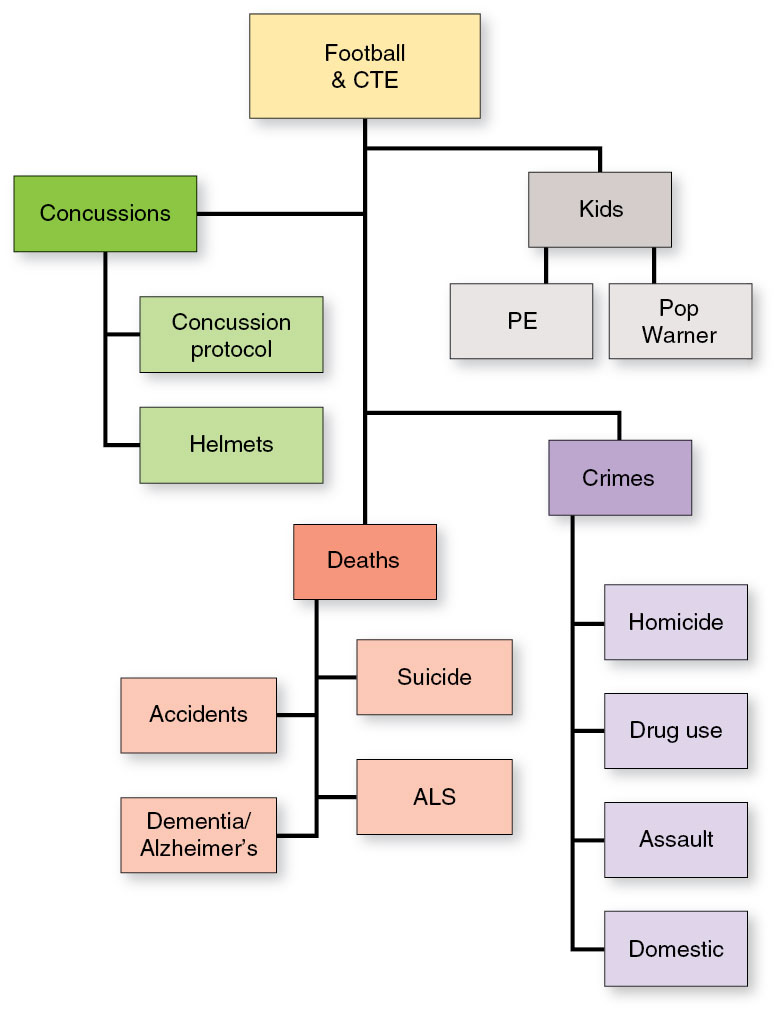 Football
& CTE
Concussions
Kids
Concussion
protocol
PE
Pop
Warner
Helmets
Crimes
Deaths
Homicide
Suicide
Accidents
Drug use
ALS
Dementia/
Alzheimer’s
Assault
Domestic